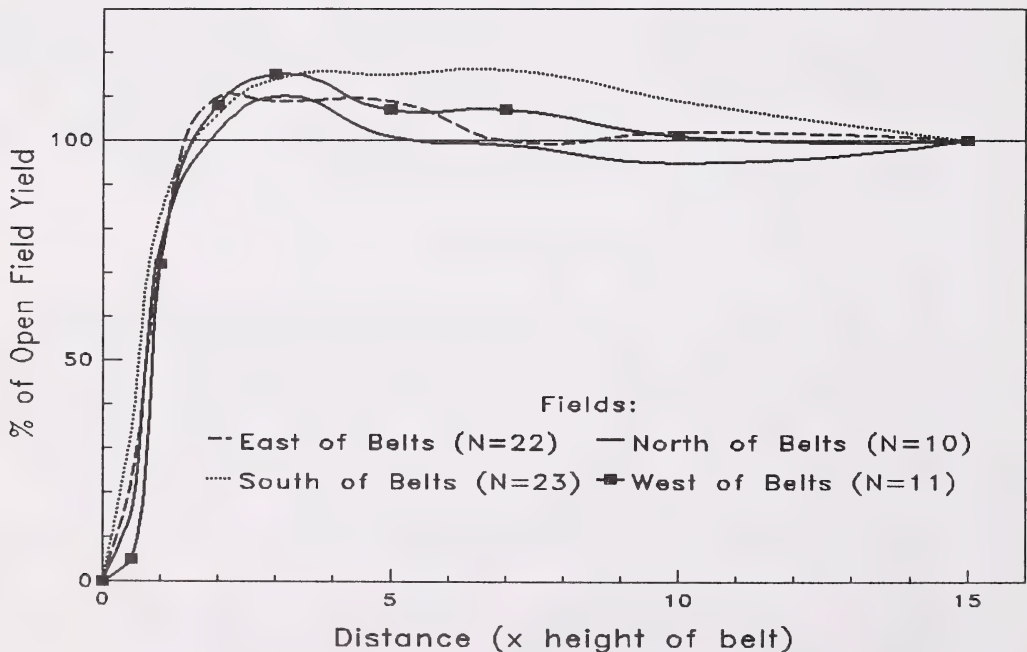 % of Open Field Yield
100
50
0
Fields:
East of Belts (N=22)
North of Belts (N=10)
South of Belts (N=23)
West of Belts (N=11)
0 5 10 15
Distance (x height of belt)